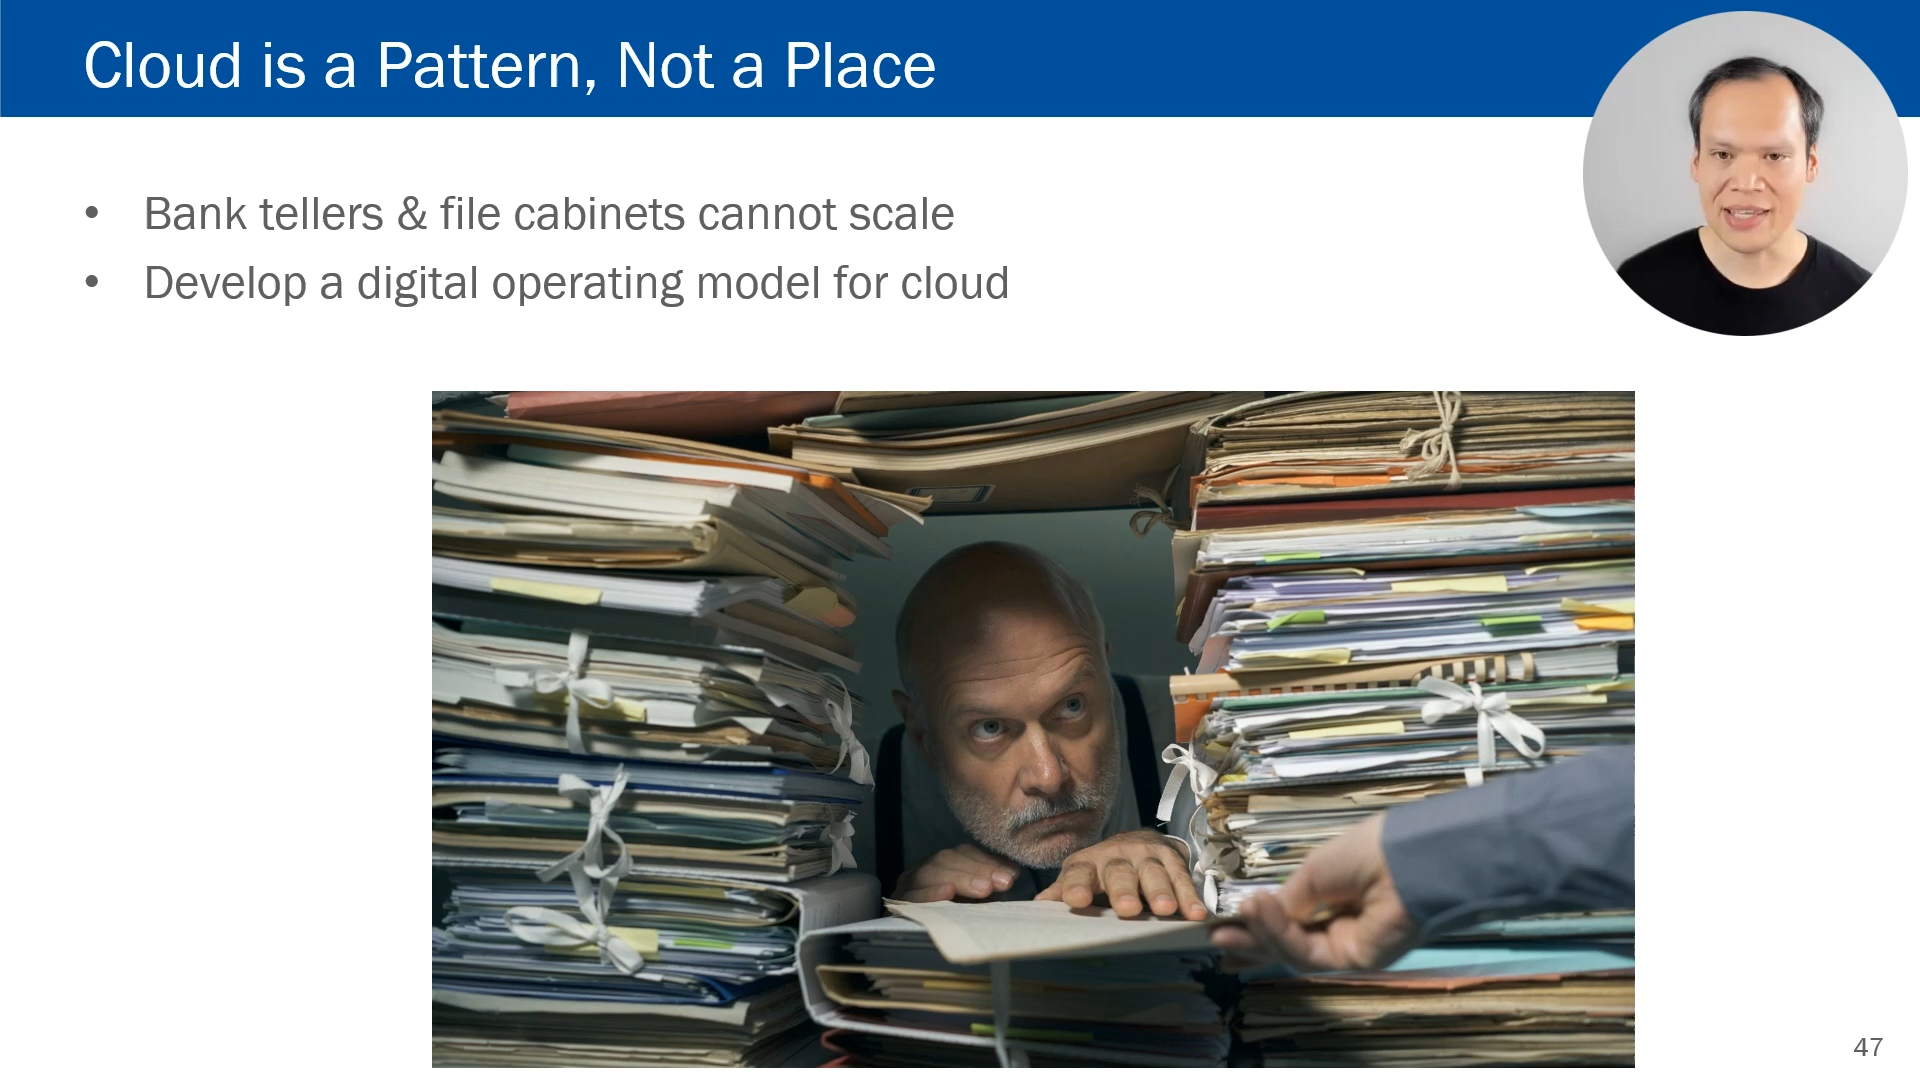 Cloud is a Pattern, Not a Place
• Bank tellers & file cabinets cannot scale
• Develop a digital operating model for cloud
47